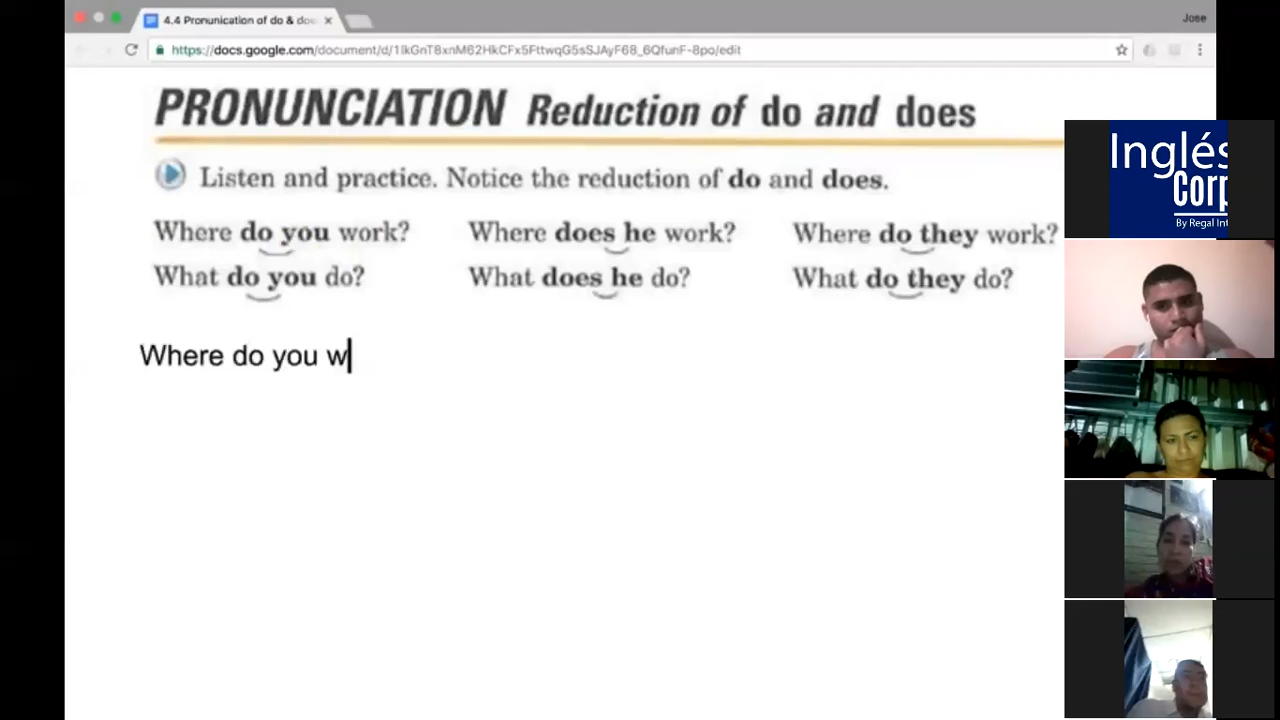 4.4 Pronunication of do & do
Jose
https://docs.google.com/document/d/1IkGnT8xnM62HkCFx5FttwqG5sSJAyF68_6QfunF-8po/edit
PRONUNCIATION Reduction of do and does
Listen and practice. Notice the reduction of do and does.
Where do you work? Where does he work? Where do they work?
What do you do? What does he do? What do they do?
Where do you w
Inglés
Corp
By Regal Int